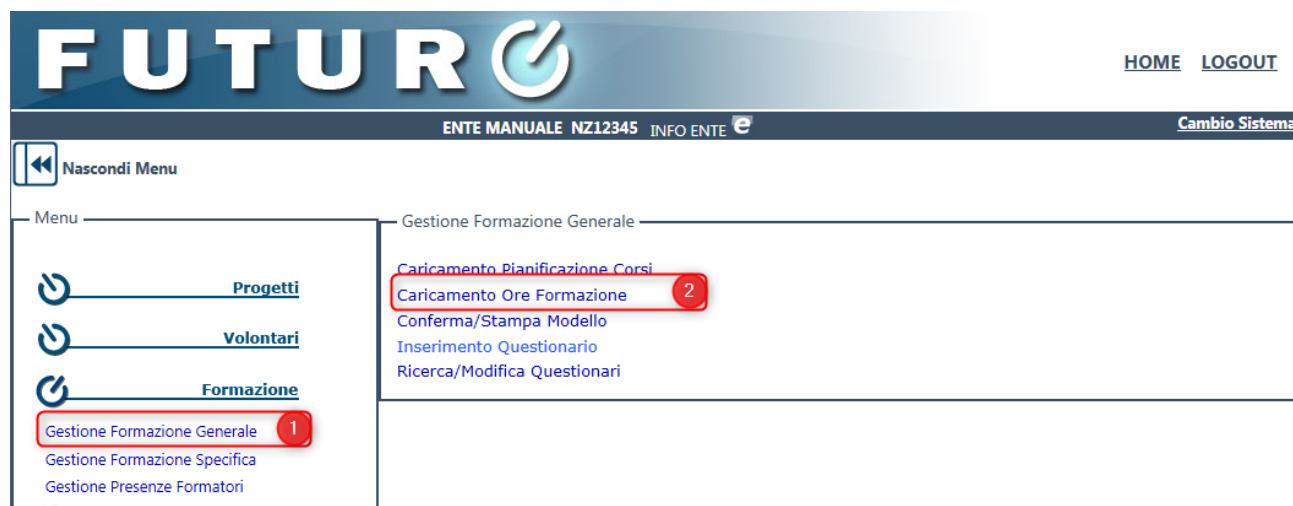 FUTURO
HOME LOGOUT
ENTE MANUALE NZ12345 INFO ENTE
Cambio Sistema
Nascondi Menu
Menu
Progetti
Volontari
Formazione
Gestione Formazione Generale 1
Gestione Formazione Specifica
Gestione Presenze Formatori
Gestione Formazione Generale
Caricamento Pianificazione Corsi
Caricamento Ore Formazione 2
Conferma/Stampa Modello
Inserimento Questionario
Ricerca/Modifica Questionari